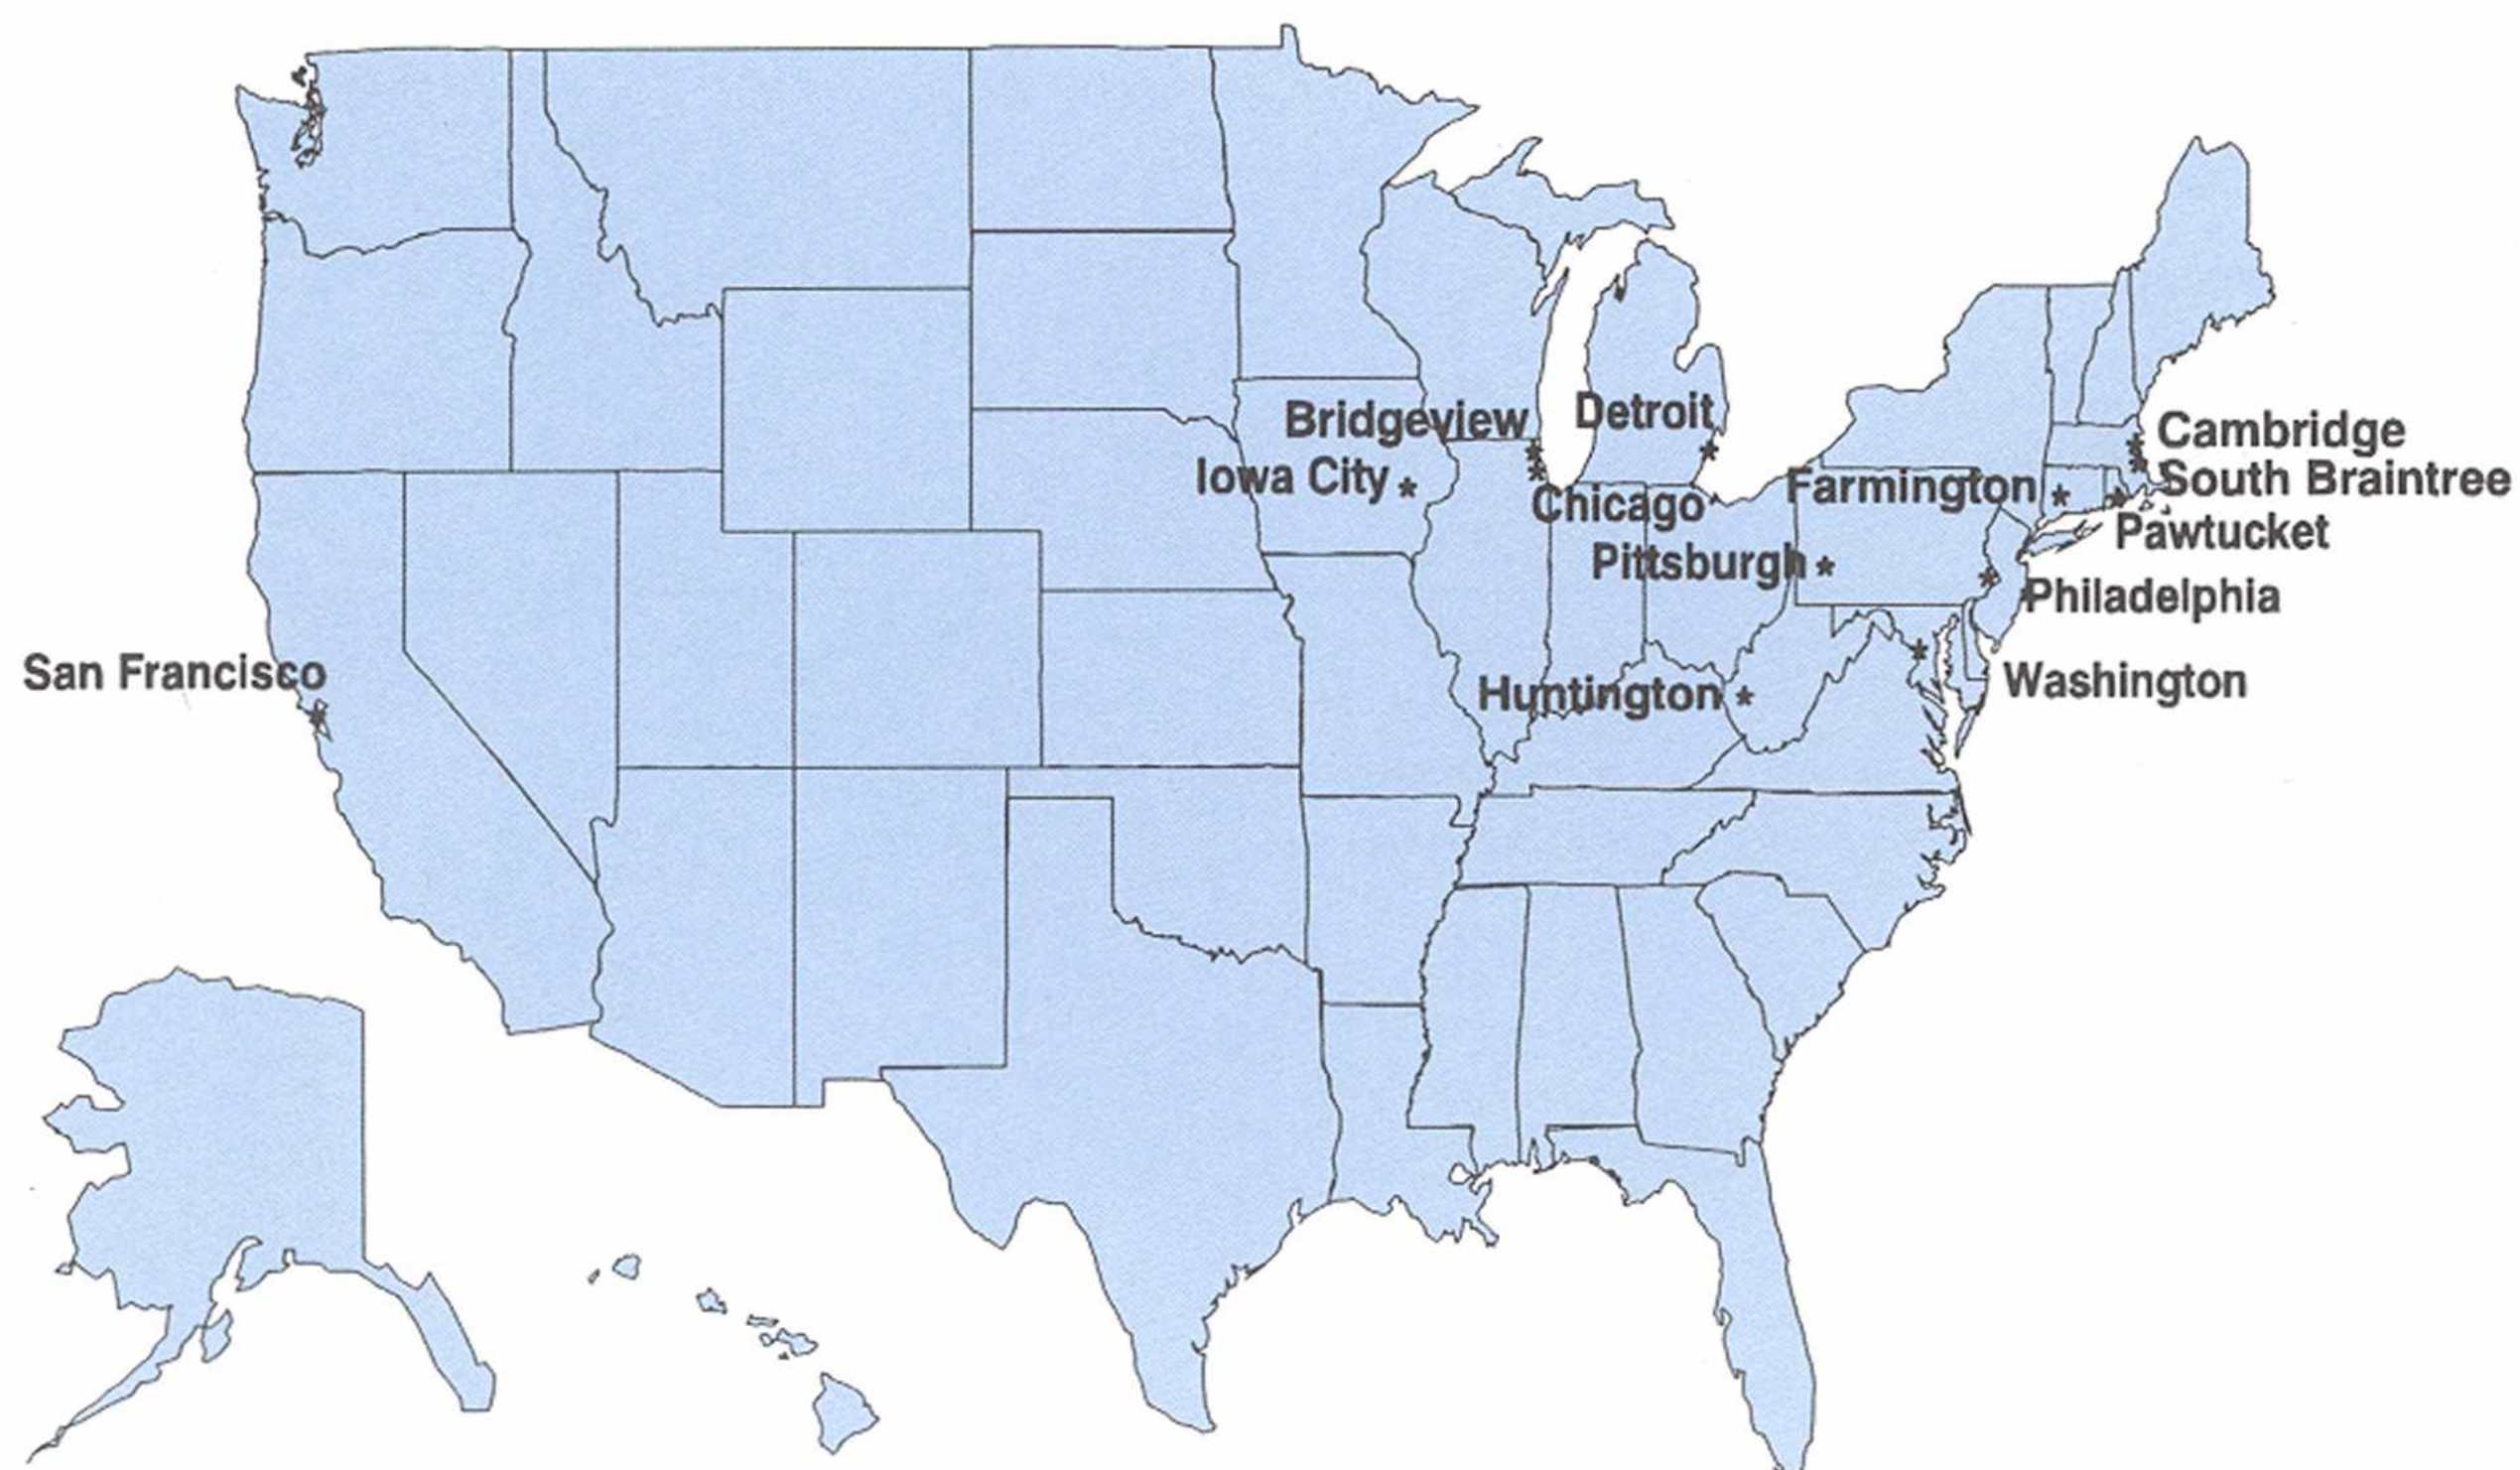 Bridgeview
Detroit
Cambridge
Iowa City
South Braintree
Chicago
Farmington
Pawtucket
Pittsburgh
Philadelphia
San Francisco
Huntington
Washington